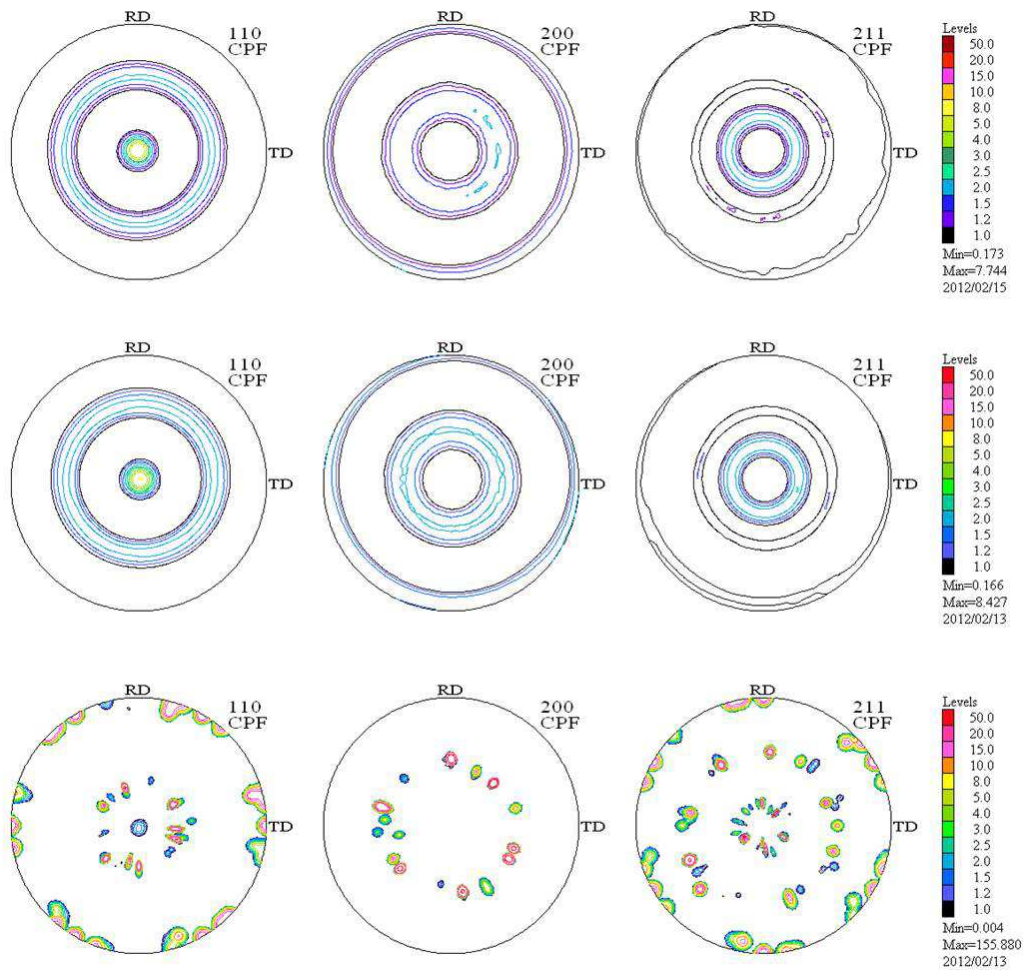 RD
110
CPF
TD
RD
200
CPF
RD
211
CPF
TD
Levels
50.0
20.0
15.0
10.0
8.0
5.0
4.0
3.0
2.5
2.0
1.5
1.2
1.0
Min=0.173
Max=7.744
2012/02/15
RD
110
CPF
TD
RD
200
CPF
TD
RD
211
CPF
TD
Levels
50.0
20.0
15.0
10.0
8.0
5.0
4.0
3.0
2.5
2.0
1.5
1.2
1.0
Min=0.166
Max=8.427
2012/02/13
RD
110
CPF
TD
RD
200
CPF
TD
RD
211
CPF
TD
Levels
50.0
20.0
15.0
10.0
8.0
5.0
4.0
3.0
2.5
2.0
1.5
1.2
1.0
Min=0.004
Max=155.880
2012/02/13